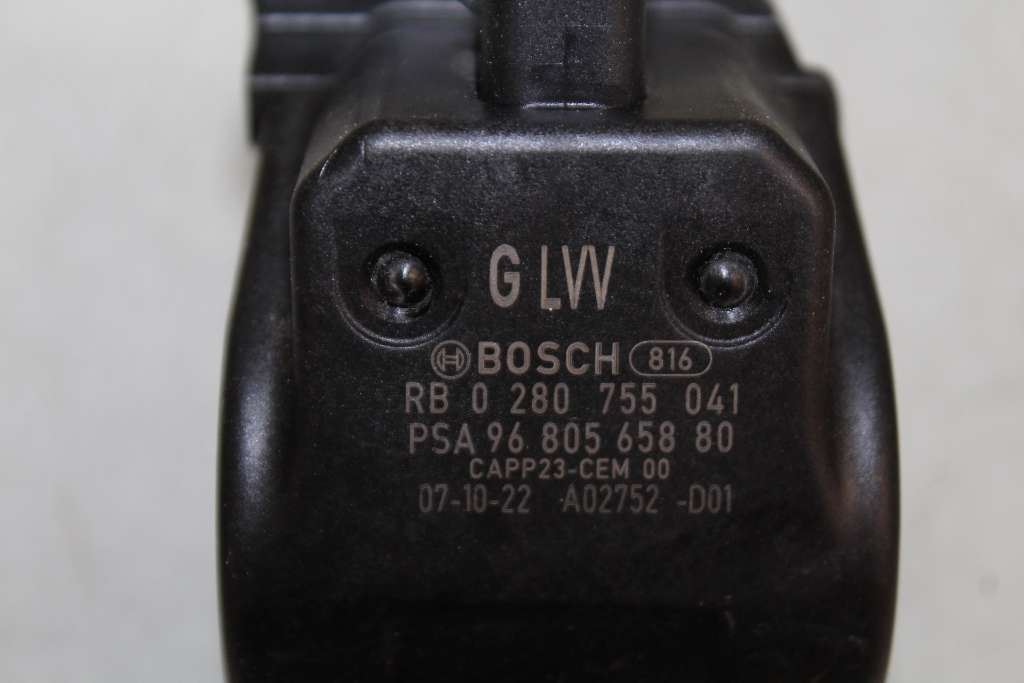 G LW
BOSCH 816
RB 0 280 755 041
PSA 96 805 658 80
CAPP23-CEM 00
07-10-22 A02752 -D01